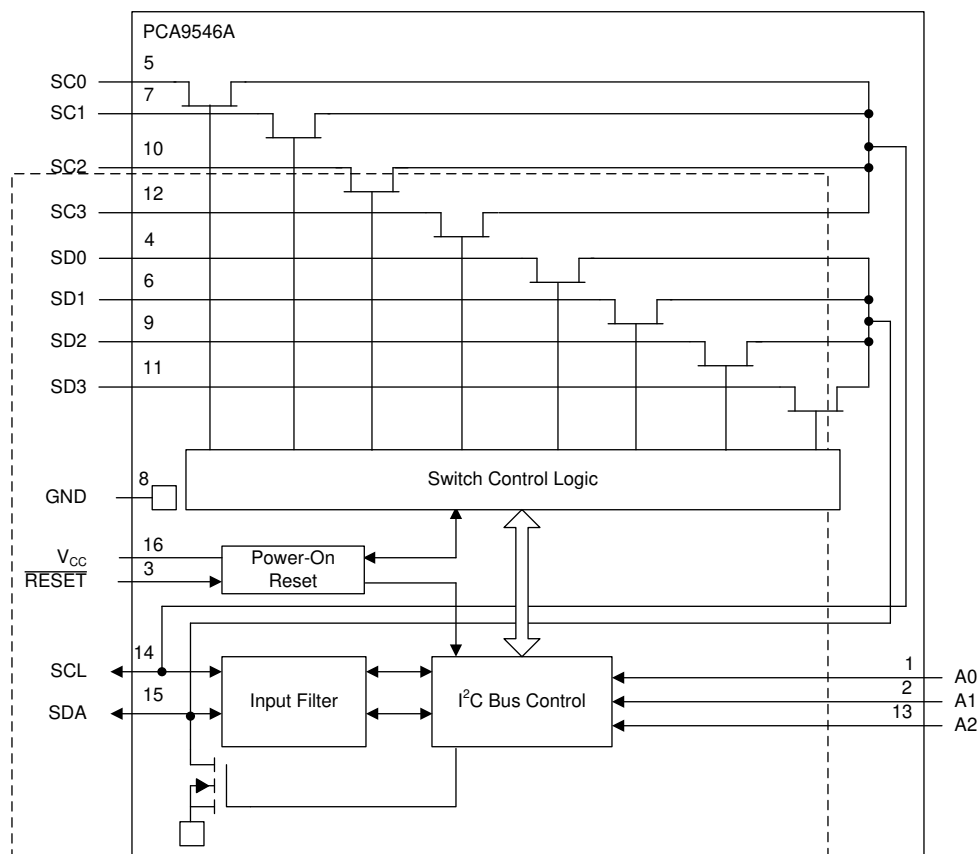 PCA9546A
5
SC0
7
SC1
10
SC2
12
SC3
4
SD0
6
SD1
9
SD2
11
SD3
Switch Control Logic
8
GND
16
VCC
Power-On
Reset
3
RESET
14
SCL
15
SDA
Input Filter
I²C Bus Control
1
A0
2
A1
13
A2